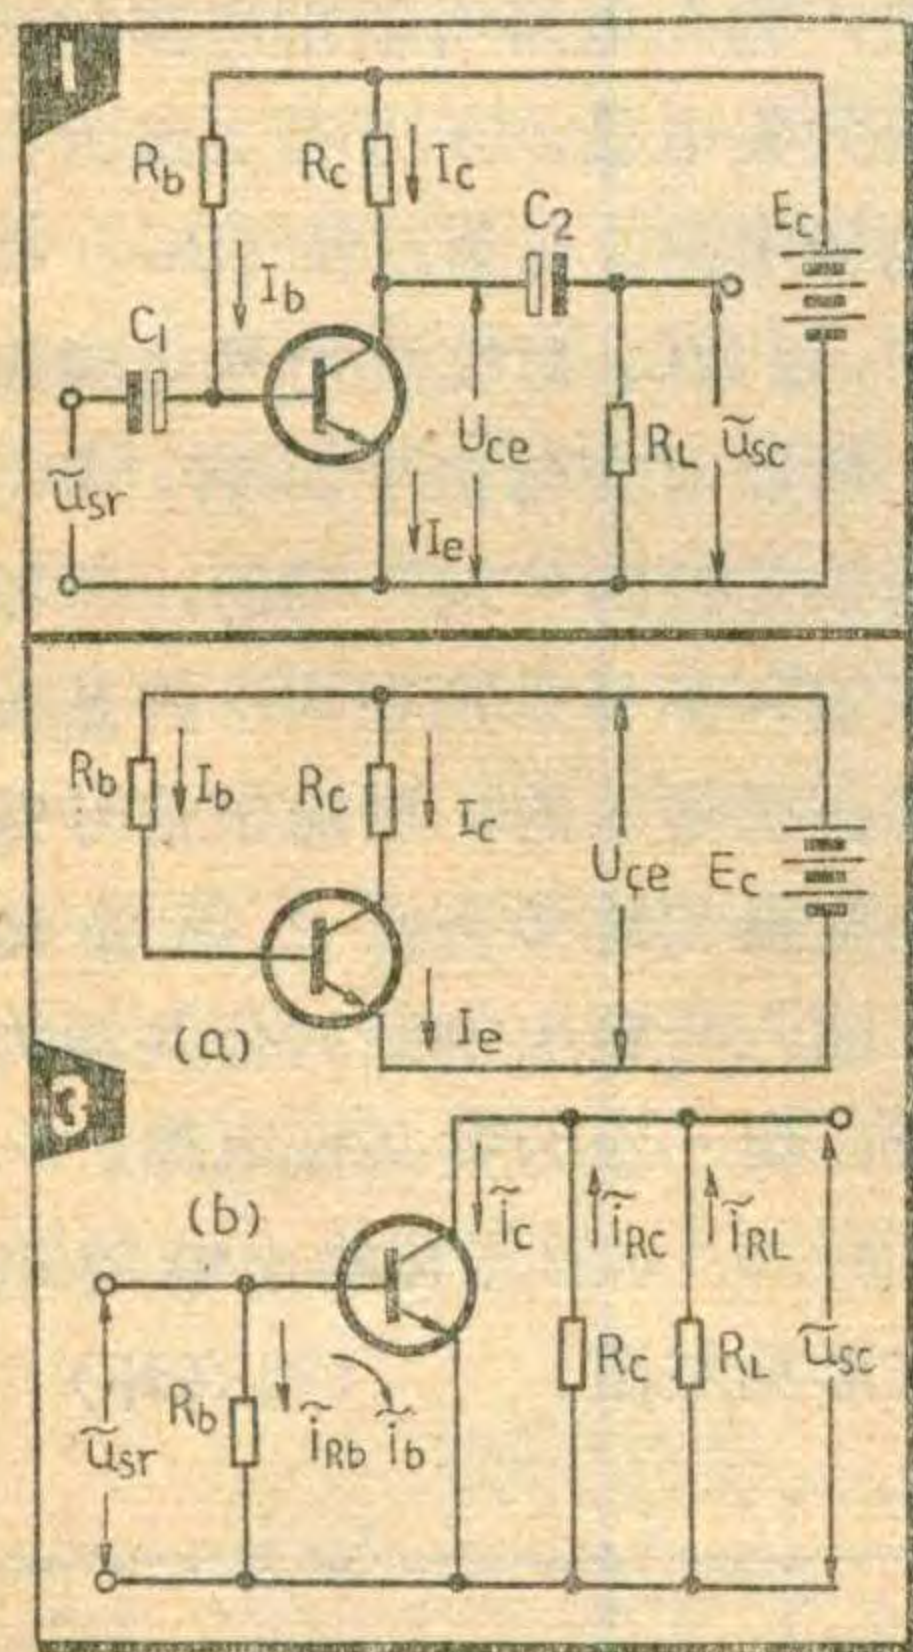 1
Rb
Rc
Ic
C2
Ec
Ib
C1
Uce
RL
ũsc
ũsr
Ie
Rb
Ib
Rc
Ic
Uce
Ec
Ie
(a)
3
(b)
ĩc
ĩRc
ĩRL
Rb
ĩRb
ĩb
Rc
RL
ũsc
ũsr